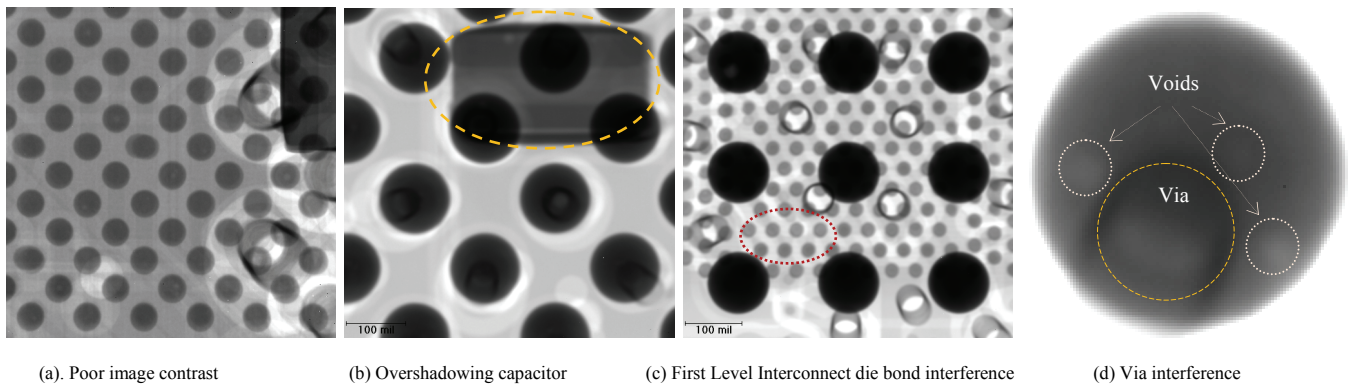 Voids
Via
100 mil
100 mil
(a). Poor image contrast
(b) Overshadowing capacitor
(c) First Level Interconnect die bond interference
(d) Via interference